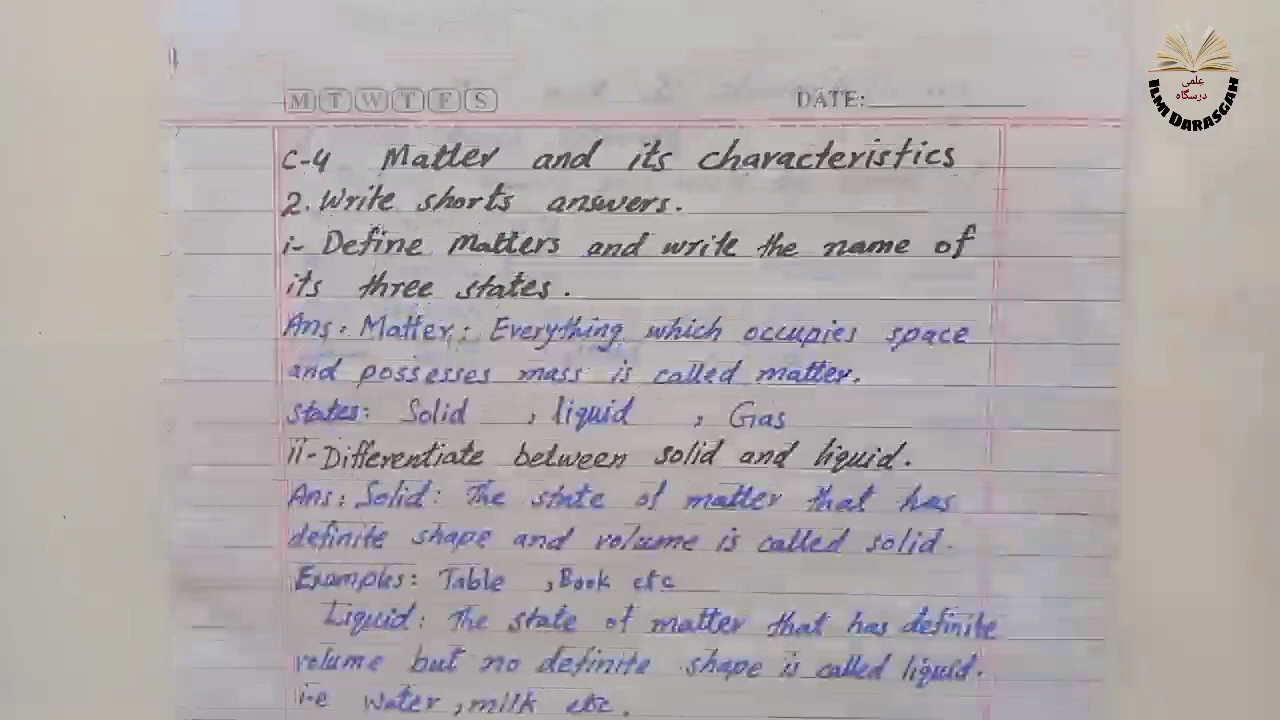 M T W T F S
DATE:
علمی
درسگاه
ILMI DARASGAH
C-4 Matter and its characteristics
2. Write shorts answers.
i- Define Matters and write the name of
its three states.
Ans: Matter: Everything which occupies space
and possesses mass is called matter.
States: Solid , liquid , Gas
ii- Differentiate between solid and liquid.
Ans: Solid: The state of matter that has
definite shape and volume is called solid.
Examples: Table , Book etc
Liquid: The state of matter that has definite
volume but no definite shape is called liquid.
i-e water, milk etc.